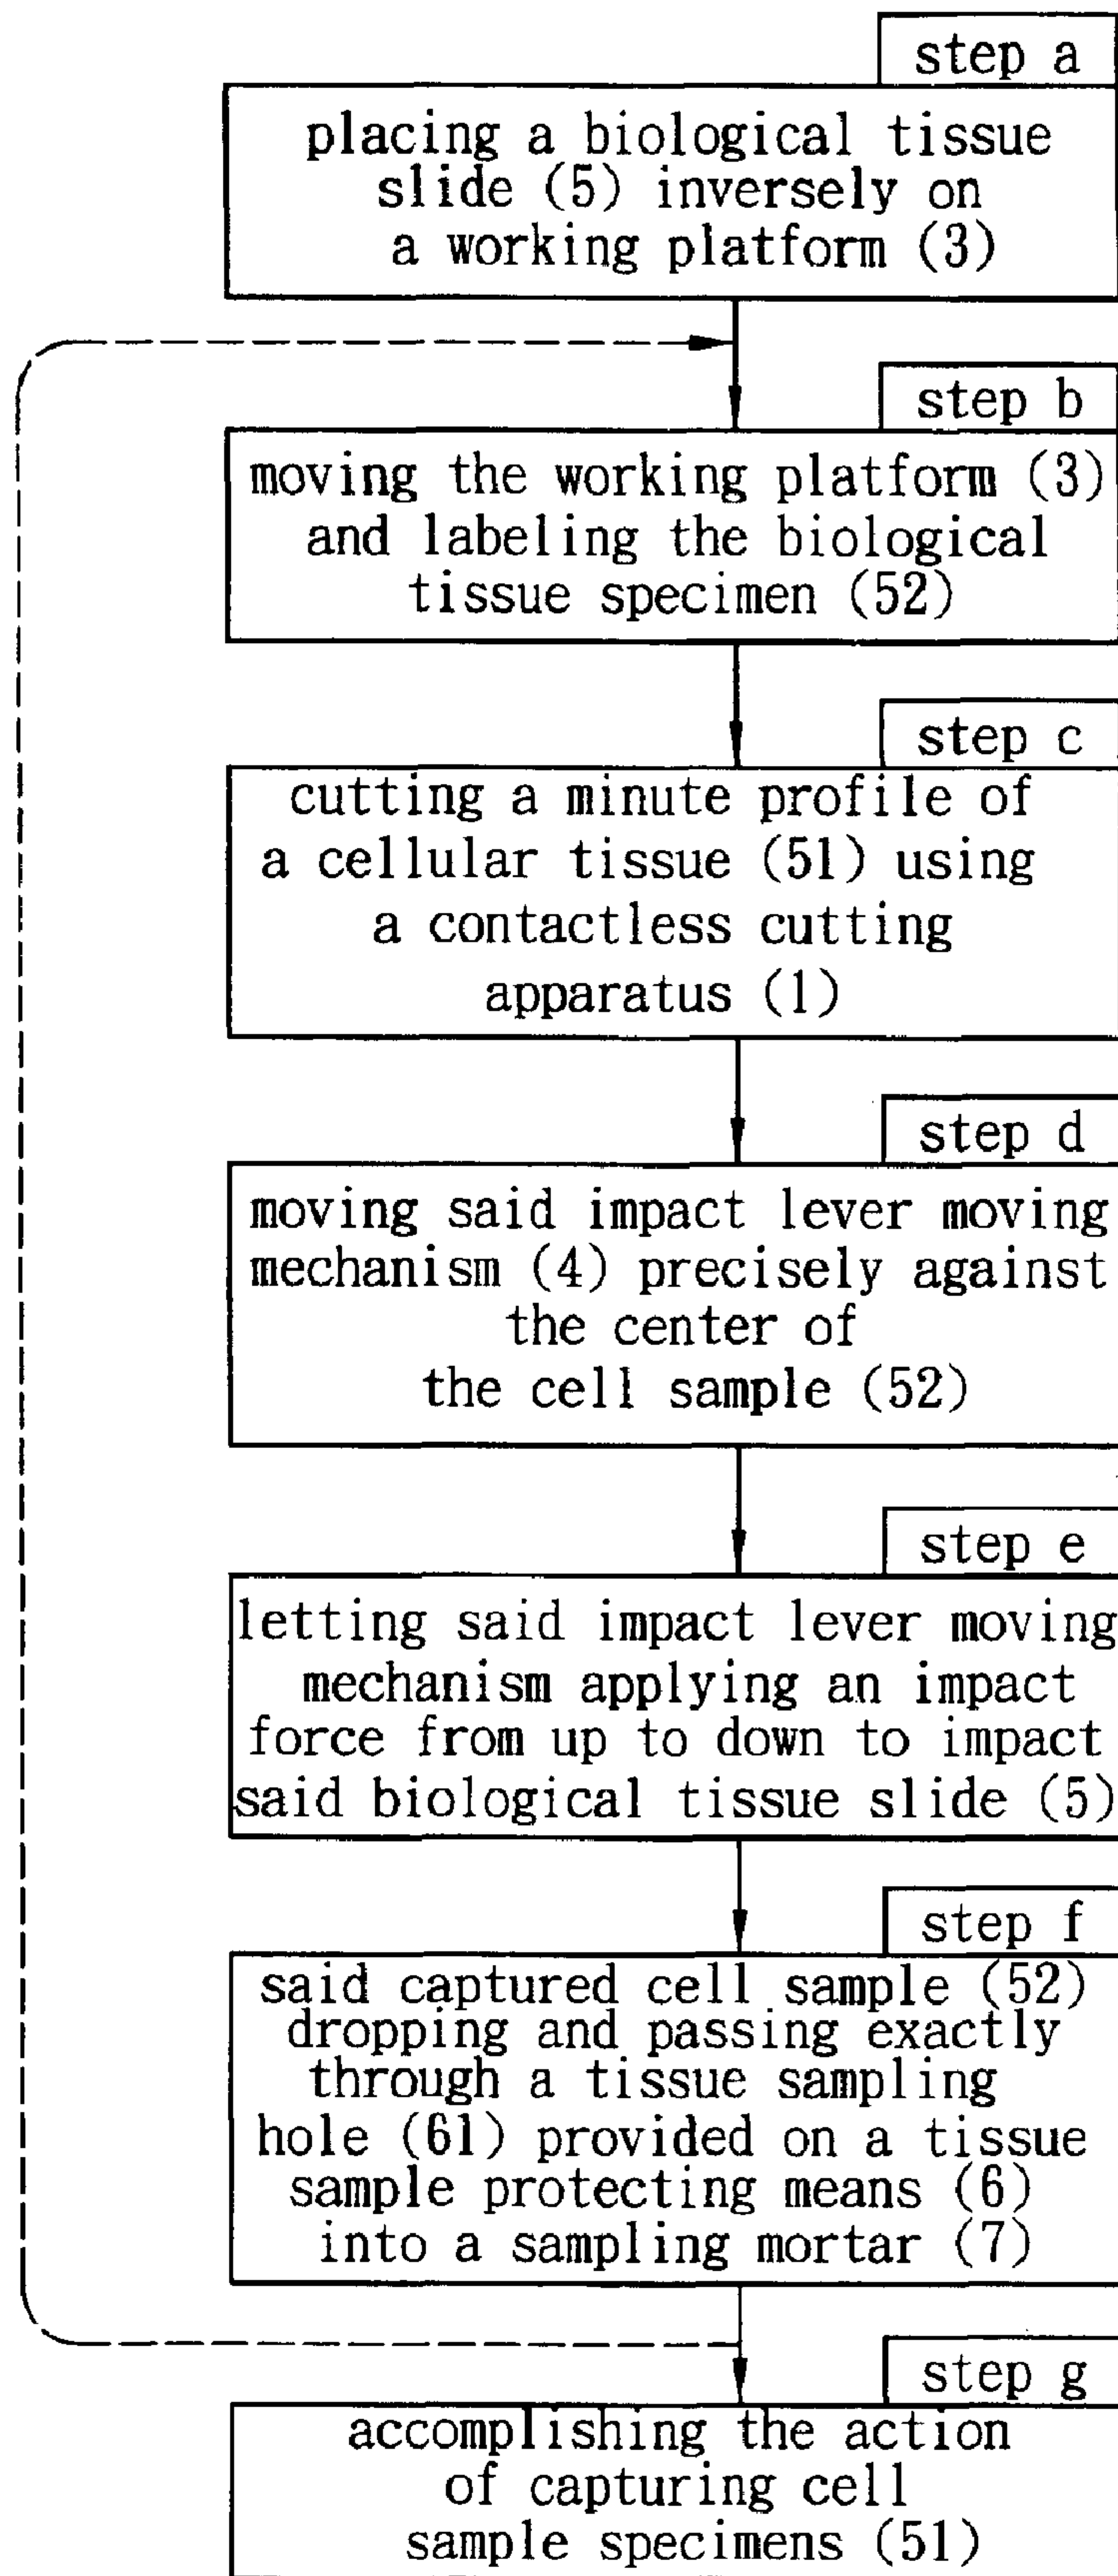 step a
placing a biological tissue
slide (5) inversely on
a working platform (3)
step b
moving the working platform (3)
and labeling the biological
tissue specimen (52)
step c
cutting a minute profile of
a cellular tissue (51) using
a contactless cutting
apparatus (1)
step d
moving said impact lever moving
mechanism (4) precisely against
the center of
the cell sample (52)
step e
letting said impact lever moving
mechanism applying an impact
force from up to down to impact
said biological tissue slide (5)
step f
said captured cell sample (52)
dropping and passing exactly
through a tissue sampling
hole (61) provided on a tissue
sample protecting means (6)
into a sampling mortar (7)
step g
accomplishing the action
of capturing cell
sample specimens (51)